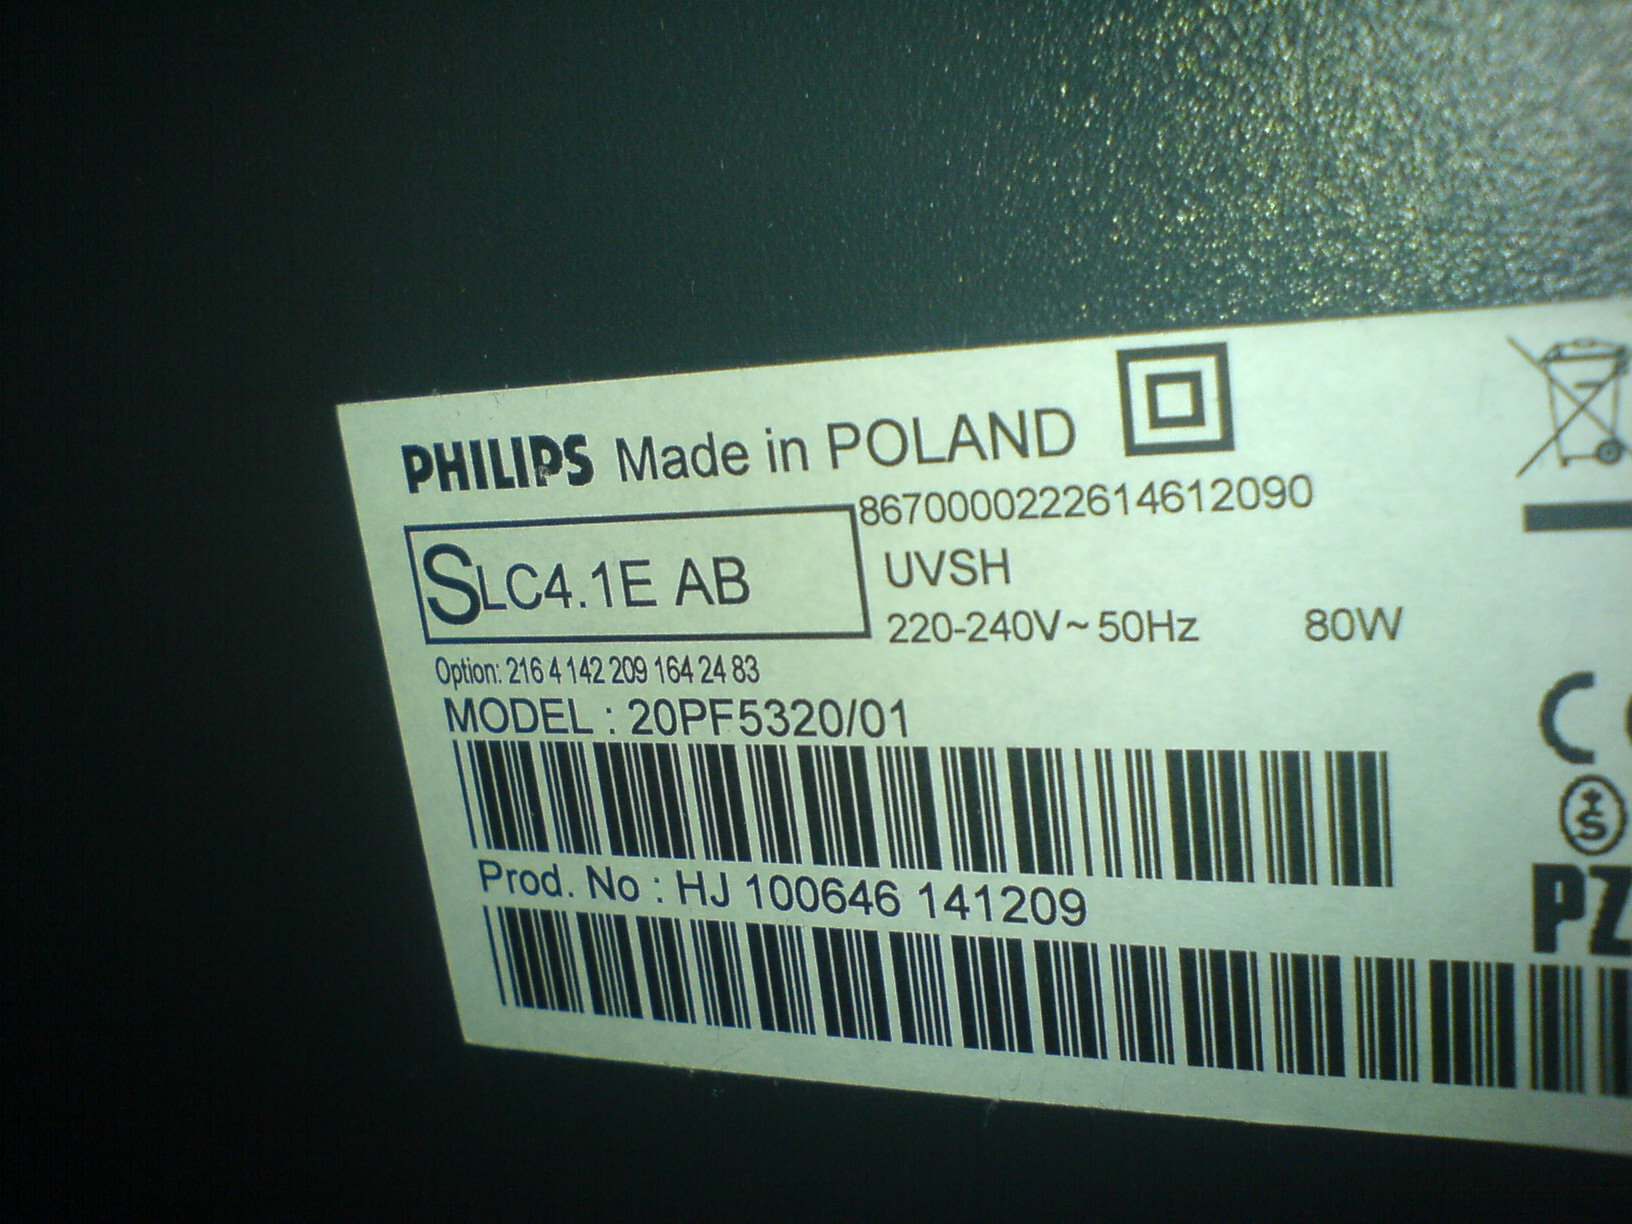 PHILIPS Made in POLAND
8670000222614612090
SLC4.1E AB
UVSH
220-240V~50Hz 80W
Option: 216 4 142 209 164 24 83
MODEL : 20PF5320/01
Prod. No : HJ 100646 141209
S
PZ